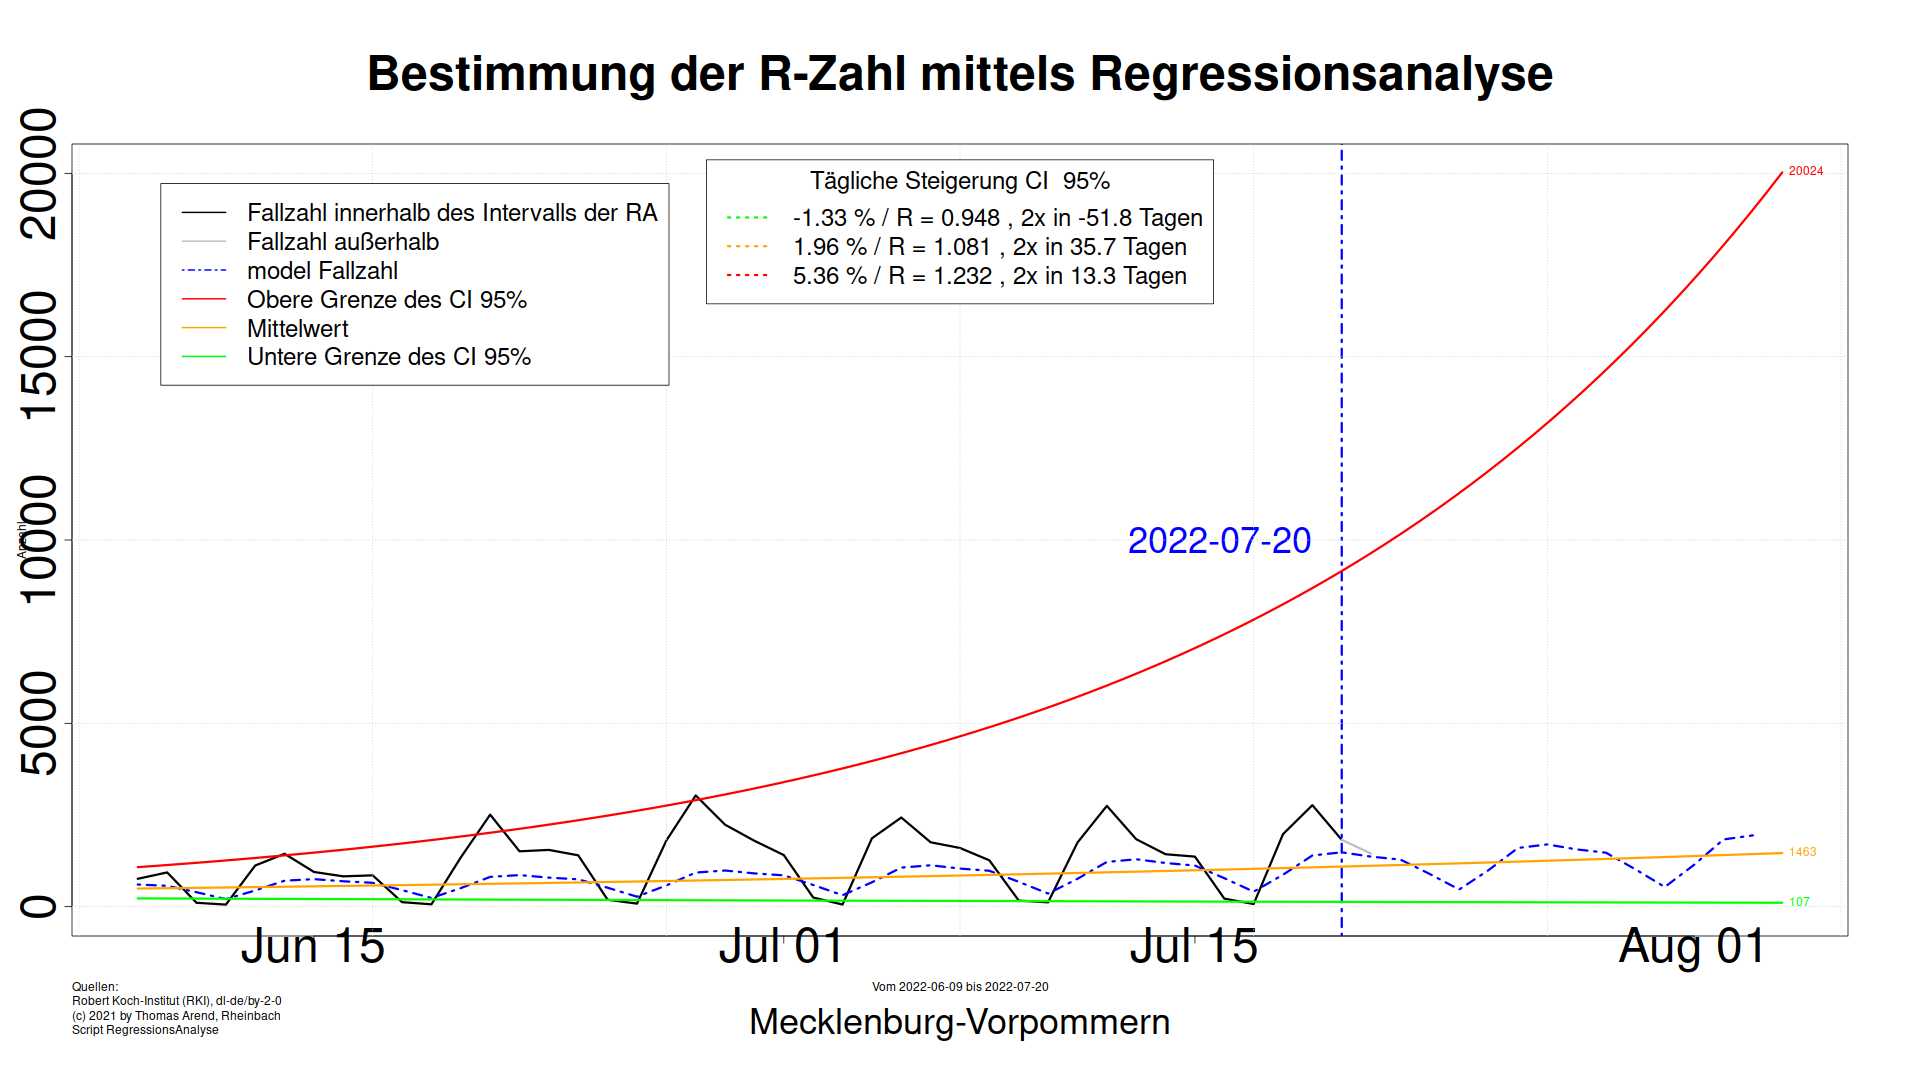 Bestimmung der R-Zahl mittels Regressionsanalyse
20000
15000
10000
5000
0
Anzahl
Fallzahl innerhalb des Intervalls der RA
Fallzahl außerhalb
model Fallzahl
Obere Grenze des CI 95%
Mittelwert
Untere Grenze des CI 95%
Tägliche Steigerung CI 95%
-1.33 % / R = 0.948 , 2x in -51.8 Tagen
1.96 % / R = 1.081 , 2x in 35.7 Tagen
5.36 % / R = 1.232 , 2x in 13.3 Tagen
20024
2022-07-20
1463
107
Jun 15
Jul 01
Jul 15
Aug 01
Quellen:
Robert Koch-Institut (RKI), dl-de/by-2-0
(c) 2021 by Thomas Arend, Rheinbach
Script RegressionsAnalyse
Vom 2022-06-09 bis 2022-07-20
Mecklenburg-Vorpommern